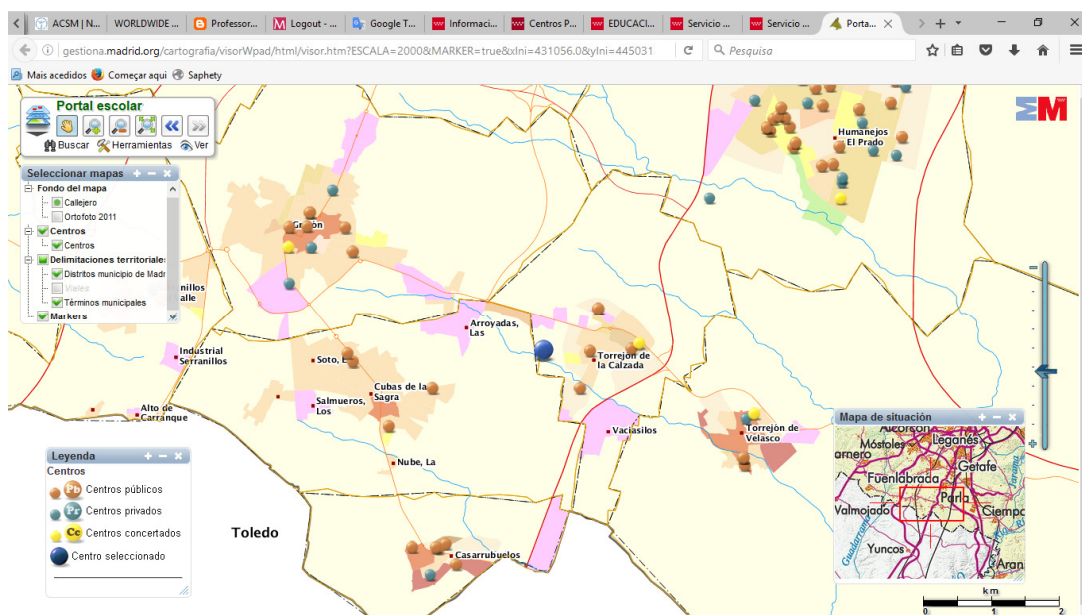 ACSM | N...
WORLDWIDE ...
Professor...
Logout - ...
Google T...
Informaci...
Centros P...
EDUCACI...
Servicio ...
Servicio ...
Porta...
gestiona.madrid.org/cartografia/visorWpad/html/visor.htm?ESCALA=2000&MARKER=true&xIni=431056.0&yIni=445031
Pesquisa
Mais acedidos
Começar aqui
Saphety
Portal escolar
Buscar
Herramientas
Ver
Seleccionar mapas
Fondo del mapa
Callejero
Ortofoto 2011
Centros
Centros
Delimitaciones territoriales
Distritos municipio de Madr
Viales
Términos municipales
Markers
Humanejos
El Prado
Arroyadas,
Las
Industrial
Serranillos
Soto, E
Torrejón de
la Calzada
Cubas de la
Sagra
Salmueros,
Los
Alto de
Carranque
Vaciasilos
Torrejón de
Velasco
Nube, La
Toledo
Casarrubuelos
Leyenda
Centros
Pb Centros públicos
Pr Centros privados
Cc Centros concertados
Centro seleccionado
Mapa de situación
Móstoles
Leganés
Getafe
Fuenlabrada
Parla
Valmojado
Ciempo
Yuncos
Guadarrama
Jarama
Aran
km
0 1 2